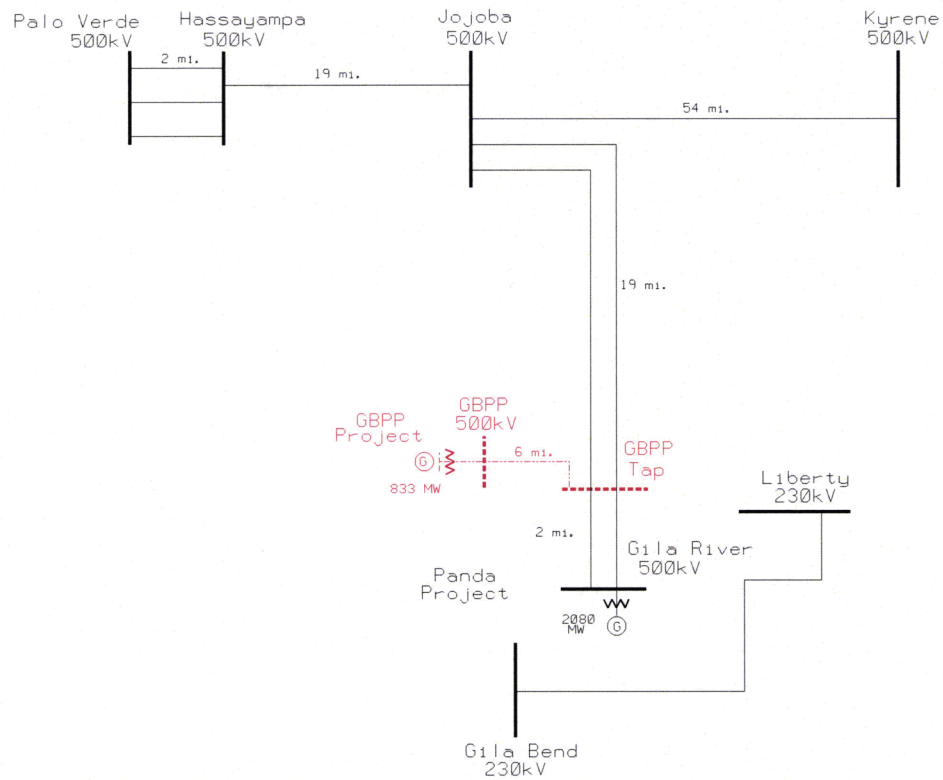 Palo Verde
500kV
Hassayampa
500kV
Jojoba
500kV
Kyrene
500kV
2 mi.
19 mi.
54 mi.
19 mi.
GBPP
Project
GBPP
500kV
6 mi.
GBPP
Tap
G
833 MW
Liberty
230kV
2 mi.
Gila River
500kV
Panda
Project
2080
MW
G
Gila Bend
230kV